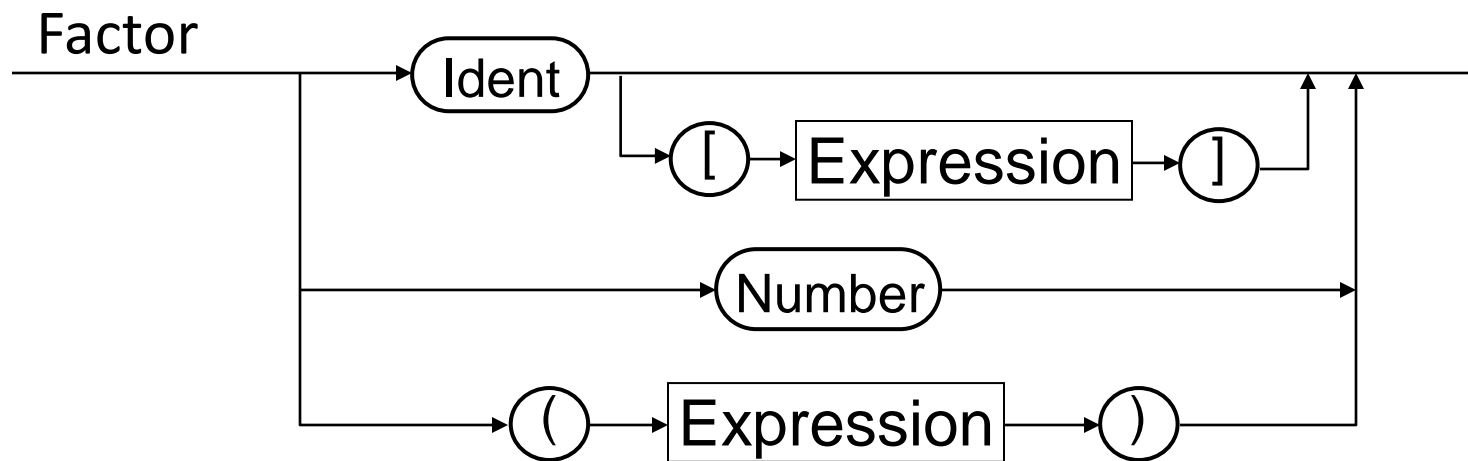 Factor
Ident
[ Expression ]
Number
( Expression )